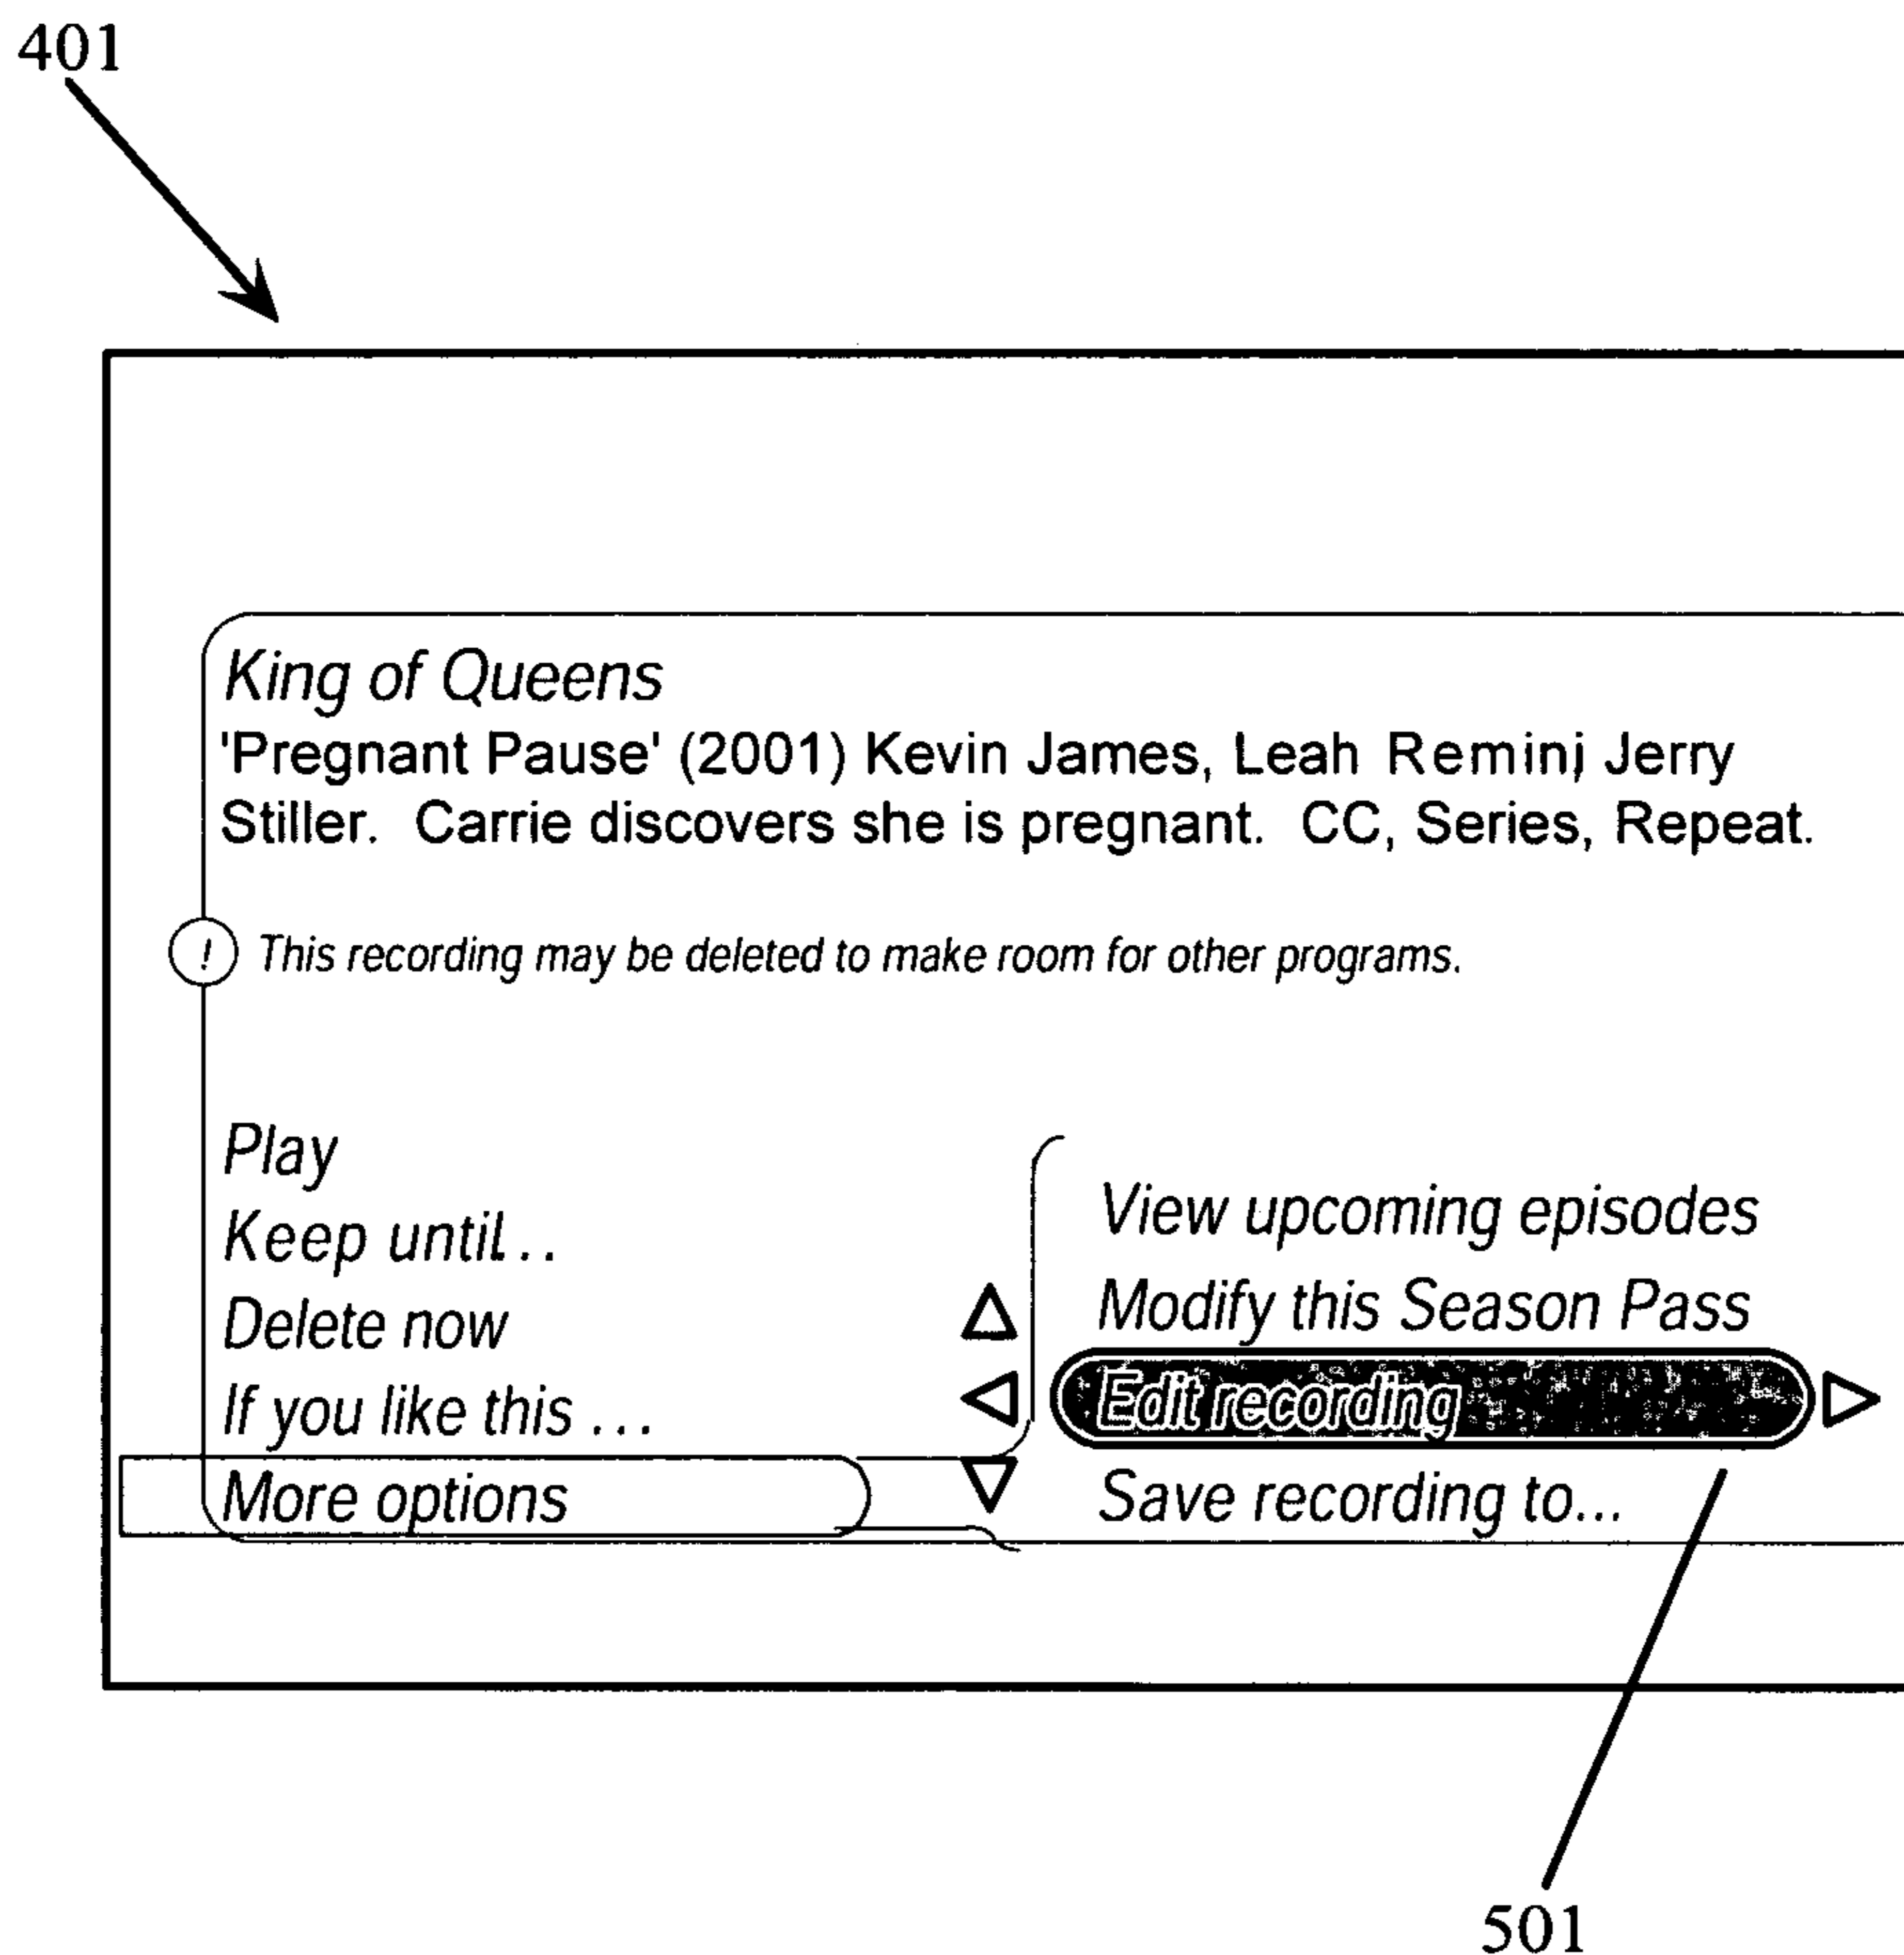 401
King of Queens
'Pregnant Pause' (2001) Kevin James, Leah Remini, Jerry
Stiller. Carrie discovers she is pregnant. CC, Series, Repeat.
! This recording may be deleted to make room for other programs.
Play
Keep until...
Delete now
If you like this ...
More options
View upcoming episodes
Modify this Season Pass
Edit recording
Save recording to...
501